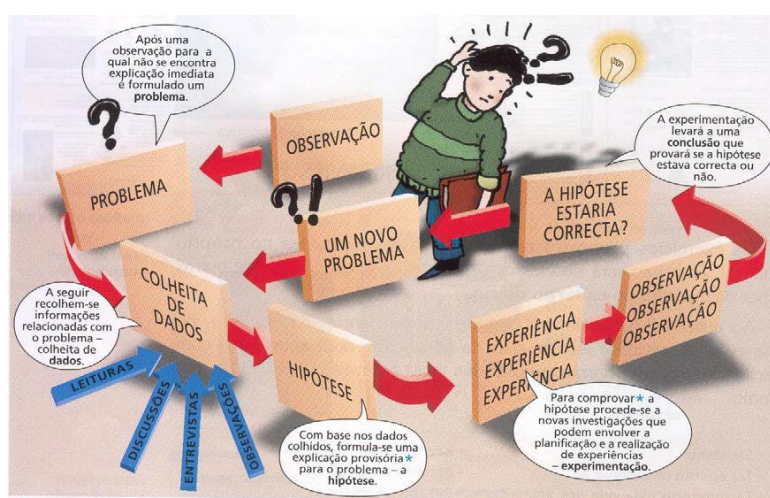 Após uma
observação para a
qual não se encontra
explicação imediata
é formulado um
problema.
?
OBSERVAÇÃO
PROBLEMA
?!
UM NOVO
PROBLEMA
? !
A experimentação
levará a uma
conclusão que
provará se a hipótese
estava correcta ou
não.
A HIPÓTESE
ESTARIA
CORRECTA?
COLHEITA
DE
DADOS
A seguir
recolhem-se
informações
relacionadas com
o problema –
colheita de
dados.
LEITURAS
DISCUSSÕES
ENTREVISTAS
OBSERVAÇÕES
HIPÓTESE
Com base nos dados
colhidos, formula-se uma
explicação provisória*
para o problema – a
hipótese.
EXPERIÊNCIA
EXPERIÊNCIA
EXPERIÊNCIA
Para comprovar* a
hipótese procede-se a
novas investigações que
podem envolver a
planificação e a realização
de experiências
– experimentação.
OBSERVAÇÃO
OBSERVAÇÃO
OBSERVAÇÃO